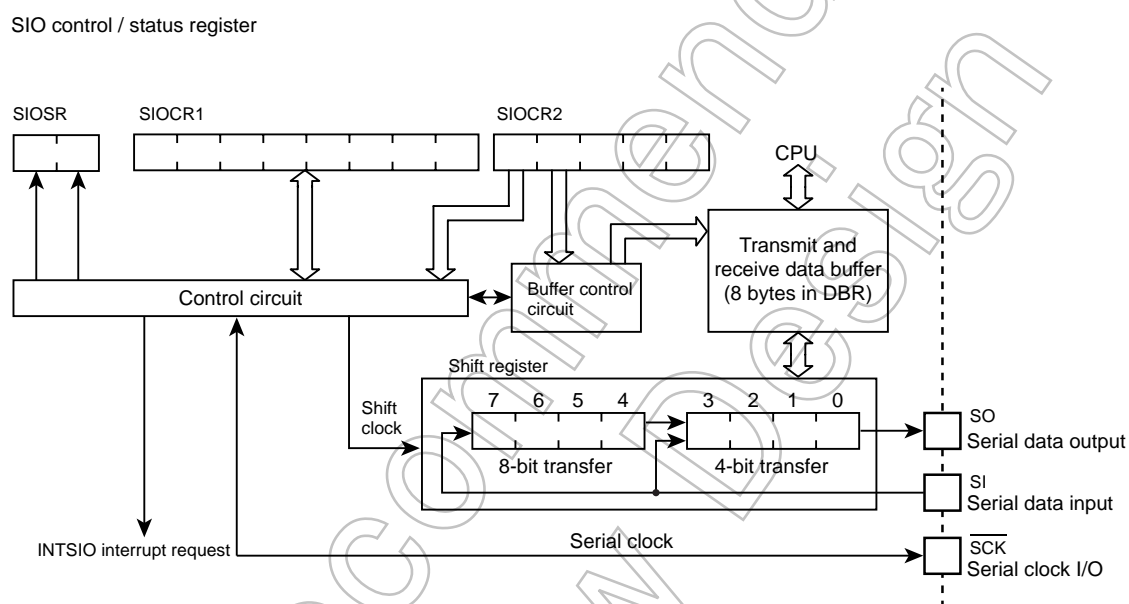 SIO control / status register
SIOSR
SIOCR1
SIOCR2
CPU
Transmit and
receive data buffer
(8 bytes in DBR)
Control circuit
Buffer control
circuit
Shift register
7 6 5 4 3 2 1 0
Shift
clock
8-bit transfer
4-bit transfer
SO
Serial data output
SI
Serial data input
INTSIO interrupt request
Serial clock
SCK
Serial clock I/O